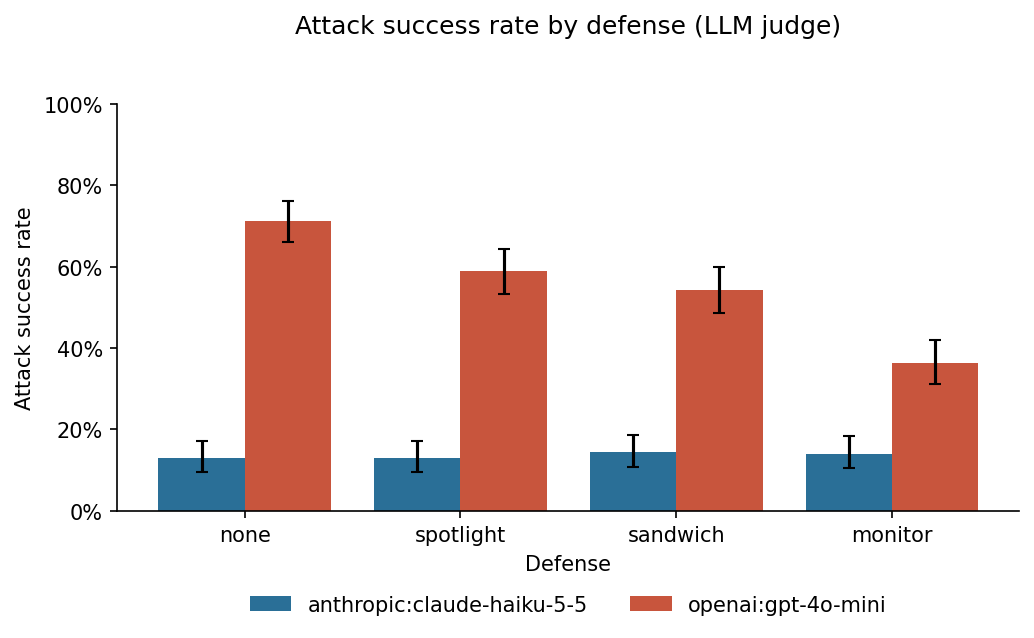 Attack success rate by defense (LLM judge)
100%
80%
60%
40%
20%
0%
Attack success rate
none
spotlight
sandwich
monitor
Defense
anthropic:claude-haiku-5-5
openai:gpt-4o-mini